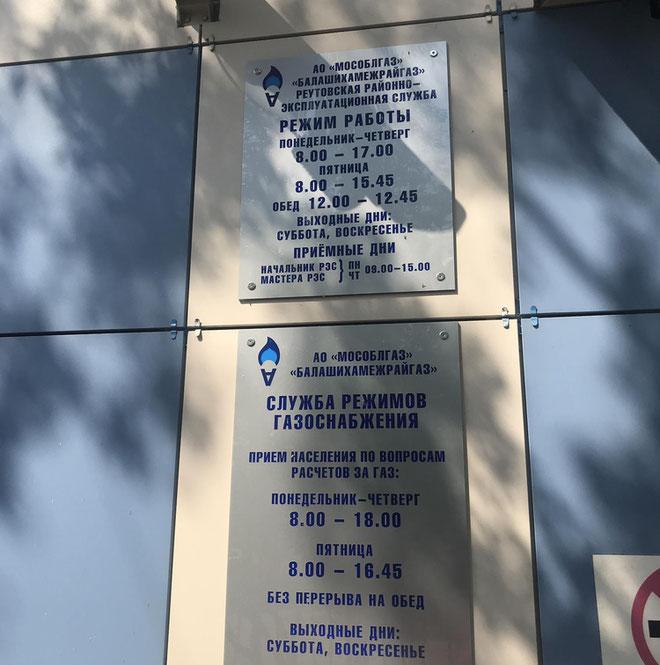 АО «МОСОБЛГАЗ»
«БАЛАШИХАМЕЖРАЙГАЗ»
РЕУТОВСКАЯ РАЙОННО-
ЭКСПЛУАТАЦИОННАЯ СЛУЖБА
РЕЖИМ РАБОТЫ
ПОНЕДЕЛЬНИК-ЧЕТВЕРГ
8.00 – 17.00
ПЯТНИЦА
8.00 – 15.45
ОБЕД 12.00 – 12.45
ВЫХОДНЫЕ ДНИ:
СУББОТА, ВОСКРЕСЕНЬЕ
ПРИЁМНЫЕ ДНИ
НАЧАЛЬНИК РЭС } ПН 09.00-15.00
МАСТЕРА РЭС } ЧТ
АО «МОСОБЛГАЗ»
«БАЛАШИХАМЕЖРАЙГАЗ»
СЛУЖБА РЕЖИМОВ
ГАЗОСНАБЖЕНИЯ
ПРИЕМ НАСЕЛЕНИЯ ПО ВОПРОСАМ
РАСЧЕТОВ ЗА ГАЗ:
ПОНЕДЕЛЬНИК-ЧЕТВЕРГ
8.00 – 18.00
ПЯТНИЦА
8.00 – 16.45
БЕЗ ПЕРЕРЫВА НА ОБЕД
ВЫХОДНЫЕ ДНИ:
СУББОТА, ВОСКРЕСЕНЬЕ